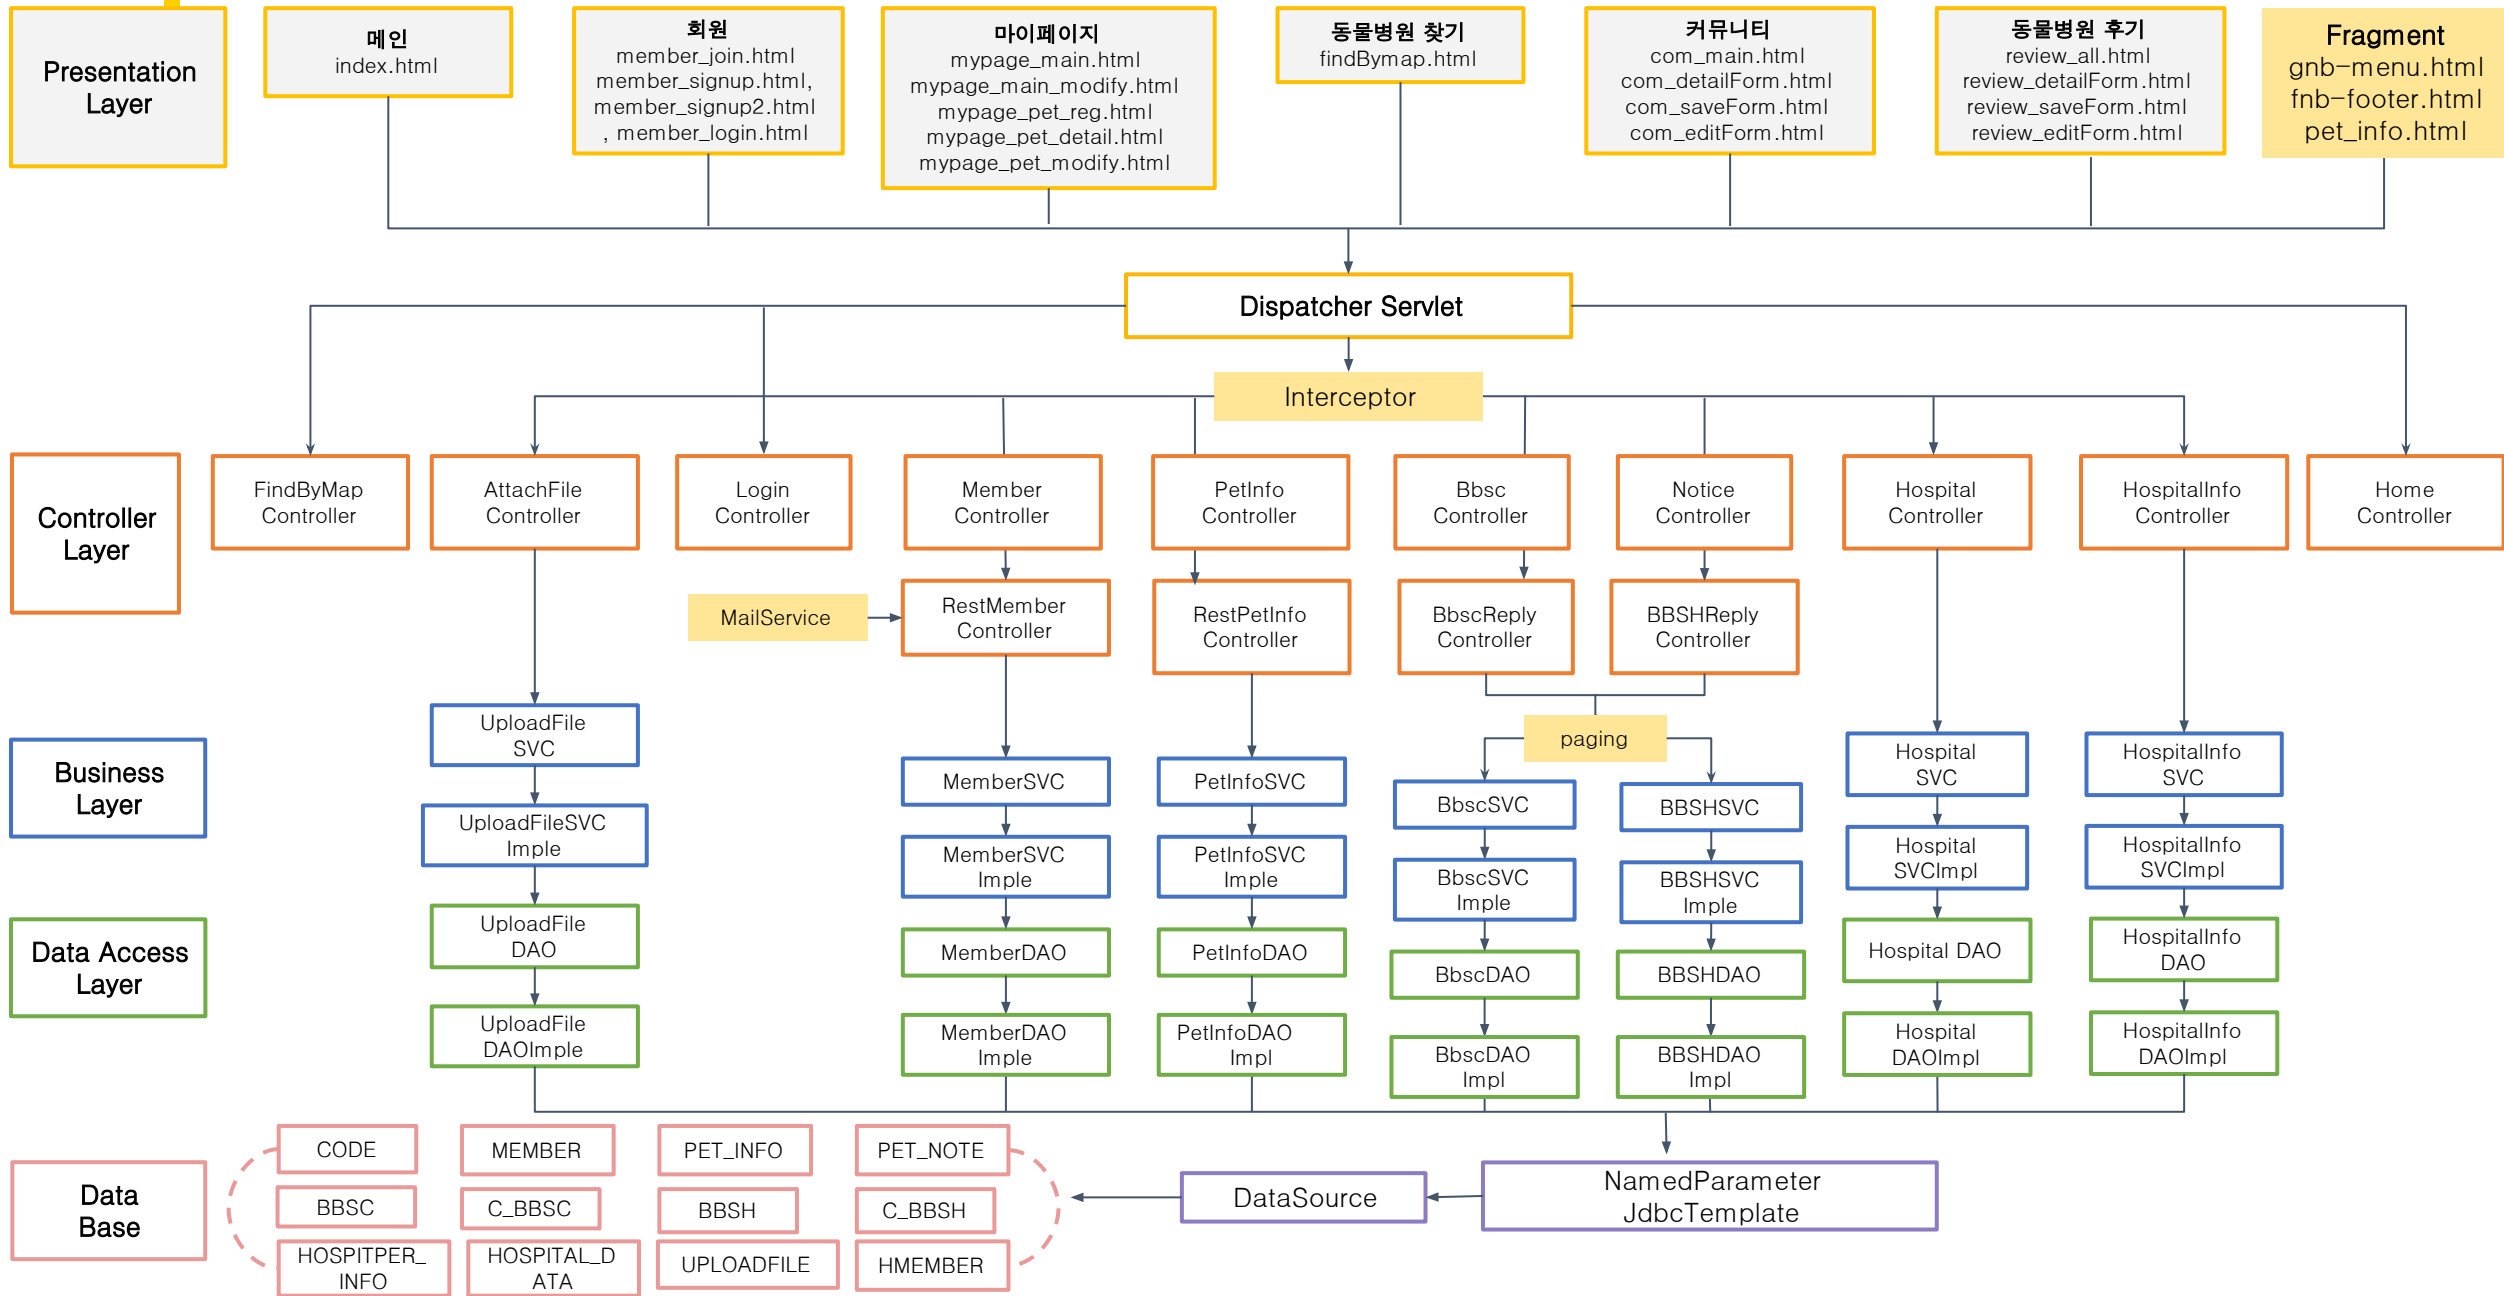 Presentation
Layer
메인
index.html
회원
member_join.html
member_signup.html,
member_signup2.html
, member_login.html
마이페이지
mypage_main.html
mypage_main_modify.html
mypage_pet_reg.html
mypage_pet_detail.html
mypage_pet_modify.html
동물병원 찾기
findBymap.html
커뮤니티
com_main.html
com_detailForm.html
com_saveForm.html
com_editForm.html
동물병원 후기
review_all.html
review_detailForm.html
review_saveForm.html
review_editForm.html
Fragment
gnb-menu.html
fnb-footer.html
pet_info.html
Dispatcher Servlet
Interceptor
Controller
Layer
FindByMap
Controller
AttachFile
Controller
Login
Controller
Member
Controller
PetInfo
Controller
Bbsc
Controller
Notice
Controller
Hospital
Controller
HospitalInfo
Controller
Home
Controller
MailService
RestMember
Controller
RestPetInfo
Controller
BbscReply
Controller
BBSHReply
Controller
paging
Business
Layer
UploadFile
SVC
UploadFileSVC
Imple
MemberSVC
MemberSVC
Imple
PetInfoSVC
PetInfoSVC
Imple
BbscSVC
BbscSVC
Imple
BBSHSVC
BBSHSVC
Imple
Hospital
SVC
Hospital
SVCImpl
HospitalInfo
SVC
HospitalInfo
SVCImpl
Data Access
Layer
UploadFile
DAO
UploadFile
DAOImple
MemberDAO
MemberDAO
Imple
PetInfoDAO
PetInfoDAO
Impl
BbscDAO
BbscDAO
Impl
BBSHDAO
BBSHDAO
Impl
Hospital DAO
Hospital
DAOImpl
HospitalInfo
DAO
HospitalInfo
DAOImpl
Data
Base
CODE
MEMBER
PET_INFO
PET_NOTE
BBSC
C_BBSC
BBSH
C_BBSH
HOSPITPER_
INFO
HOSPITAL_D
ATA
UPLOADFILE
HMEMBER
DataSource
NamedParameter
JdbcTemplate